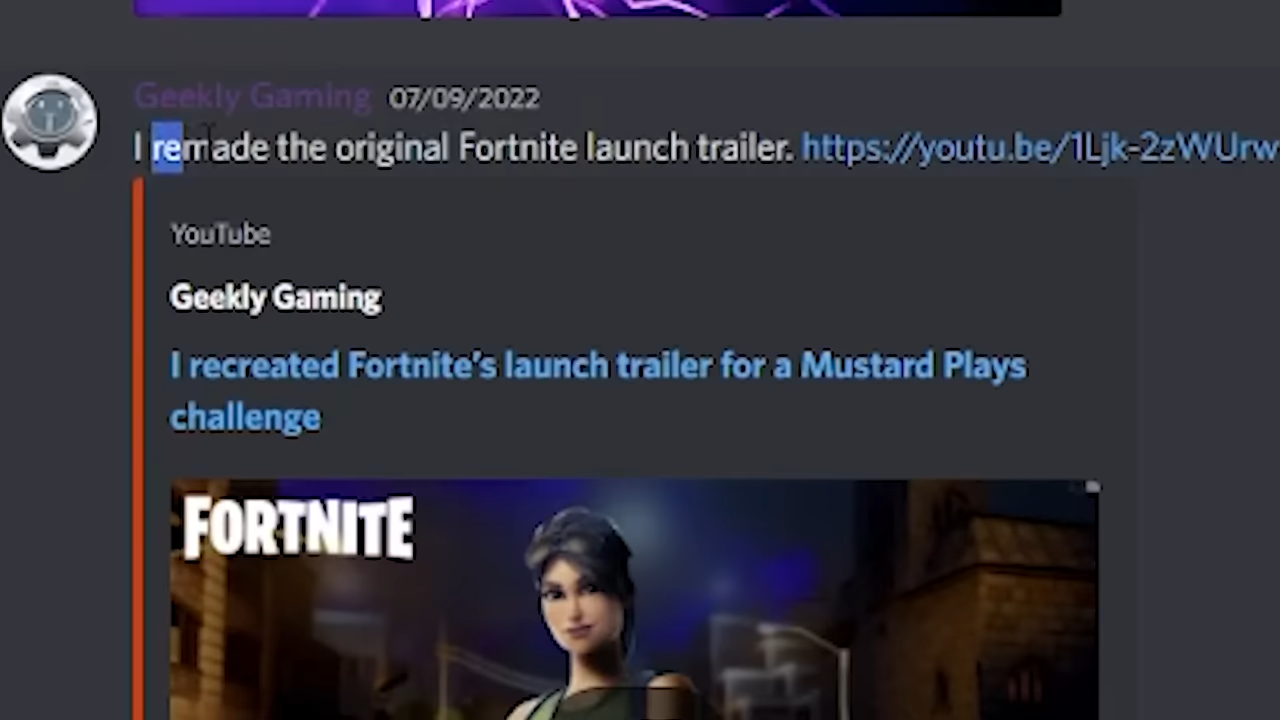 Geekly Gaming 07/09/2022
I remade the original Fortnite launch trailer. https://youtu.be/1Ljk-2zWUrw
YouTube
Geekly Gaming
I recreated Fortnite's launch trailer for a Mustard Plays
challenge
FORTNITE